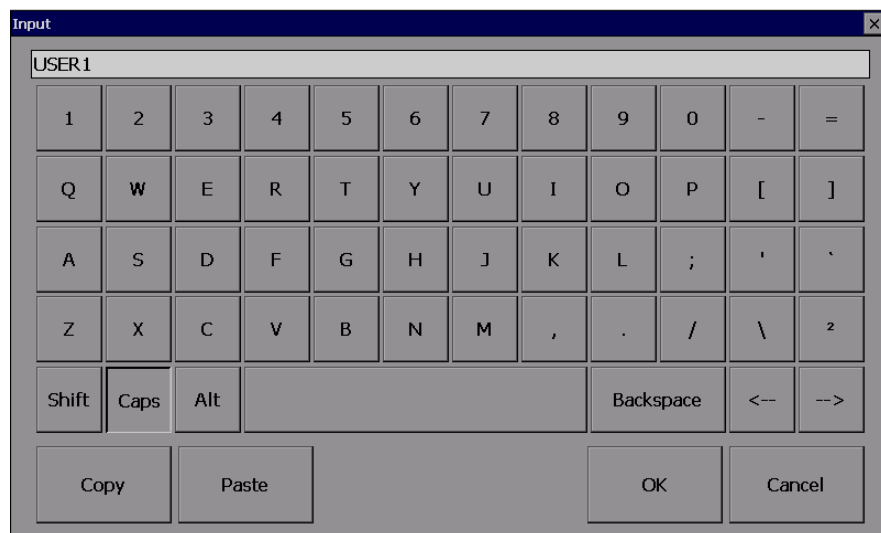 Input
USER1
1 2 3 4 5 6 7 8 9 0 - =
Q W E R T Y U I O P [ ]
A S D F G H J K L ; ' `
Z X C V B N M , . / \ ²
Shift Caps Alt Backspace <-- -->
Copy Paste OK Cancel